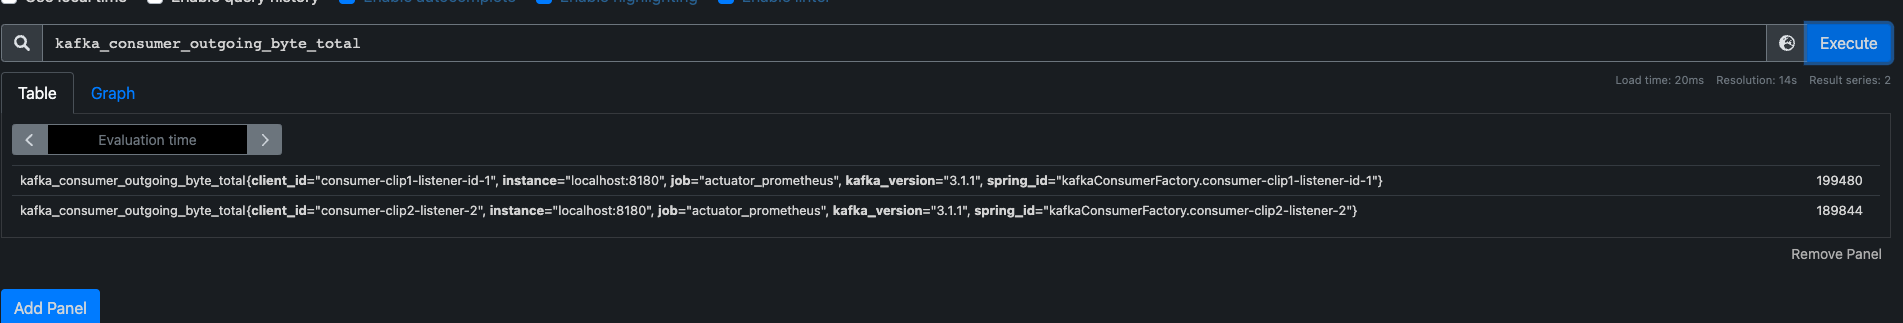 Use local time Enable query history Enable autocomplete Enable highlighting Enable linter
kafka_consumer_outgoing_byte_total
Execute
Load time: 20ms Resolution: 14s Result series: 2
Table Graph
Evaluation time
kafka_consumer_outgoing_byte_total{client_id="consumer-clip1-listener-id-1", instance="localhost:8180", job="actuator_prometheus", kafka_version="3.1.1", spring_id="kafkaConsumerFactory.consumer-clip1-listener-id-1"} 199480
kafka_consumer_outgoing_byte_total{client_id="consumer-clip2-listener-2", instance="localhost:8180", job="actuator_prometheus", kafka_version="3.1.1", spring_id="kafkaConsumerFactory.consumer-clip2-listener-2"} 189844
Remove Panel
Add Panel